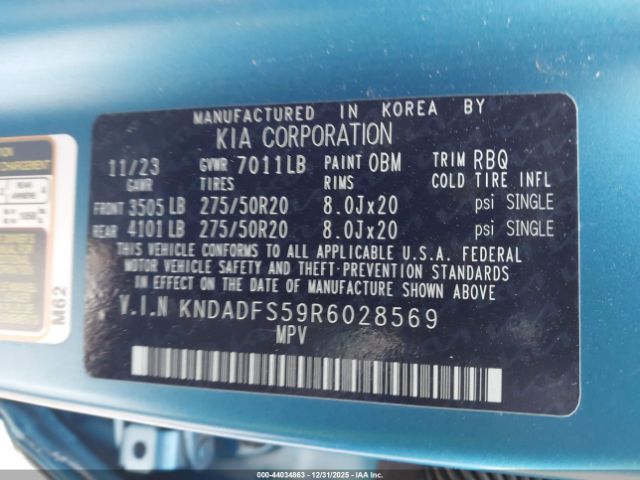 MANUFACTURED IN KOREA BY
KIA CORPORATION
11/23 GVWR 7011LB PAINT OBM TRIM RBQ
GAWR TIRES RIMS COLD TIRE INFL
FRONT 3505 LB 275/50R20 8.0Jx20 psi SINGLE
REAR 4101 LB 275/50R20 8.0Jx20 psi SINGLE
THIS VEHICLE CONFORMS TO ALL APPLICABLE U.S.A. FEDERAL
MOTOR VEHICLE SAFETY AND THEFT-PREVENTION STANDARDS
IN EFFECT ON THE DATE OF MANUFACTURE SHOWN ABOVE
V.I.N KNDADFS59R6028569
MPV
M62
000-44034863 - 12/31/2025 - COPART